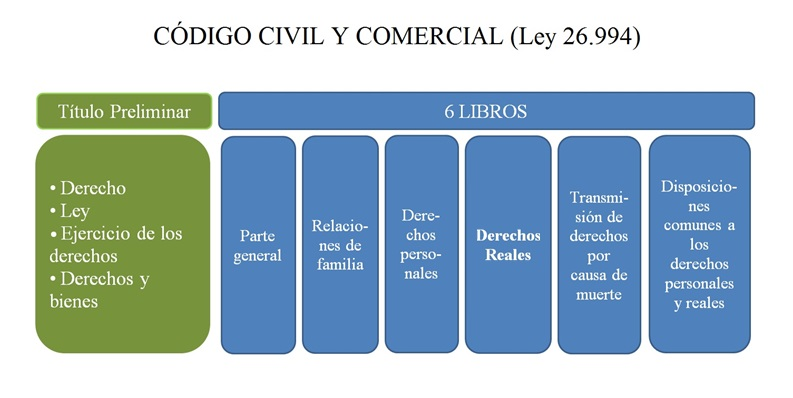 CÓDIGO CIVIL Y COMERCIAL (Ley 26.994)
Título Preliminar
6 LIBROS
• Derecho
• Ley
• Ejercicio de los
derechos
• Derechos y
bienes
Parte
general
Relacio-
nes de
familia
Dere-
chos
perso-
nales
Derechos
Reales
Transmi-
sión de
derechos
por
causa de
muerte
Disposicio-
nes
comunes a
los
derechos
personales
y reales